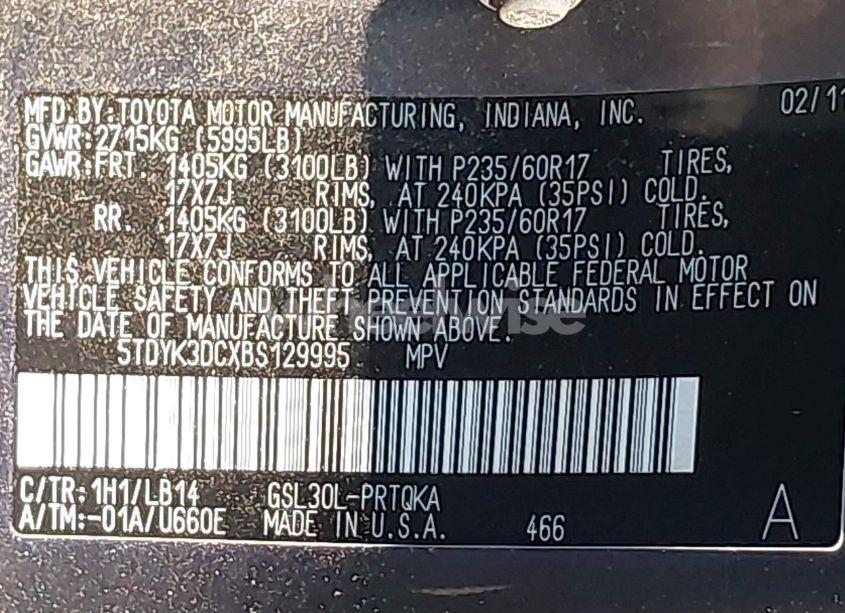 MFD.BY:TOYOTA MOTOR MANUFACTURING, INDIANA, INC. 02/11
GVWR:2715KG (5995LB)
GAWR:FRT. 1405KG (3100LB) WITH P235/60R17 TIRES,
17X7J RIMS, AT 240KPA (35PSI) COLD.
RR. 1405KG (3100LB) WITH P235/60R17 TIRES,
17X7J RIMS, AT 240KPA (35PSI) COLD.
THIS VEHICLE CONFORMS TO ALL APPLICABLE FEDERAL MOTOR
VEHICLE SAFETY AND THEFT PREVENTION STANDARDS IN EFFECT ON
THE DATE OF MANUFACTURE SHOWN ABOVE.
5TDYK3DCXBS129995 MPV
C/TR:1H1/LB14 GSL30L-PRTQKA
A/TM:-01A/U660E MADE IN U.S.A. 466 A